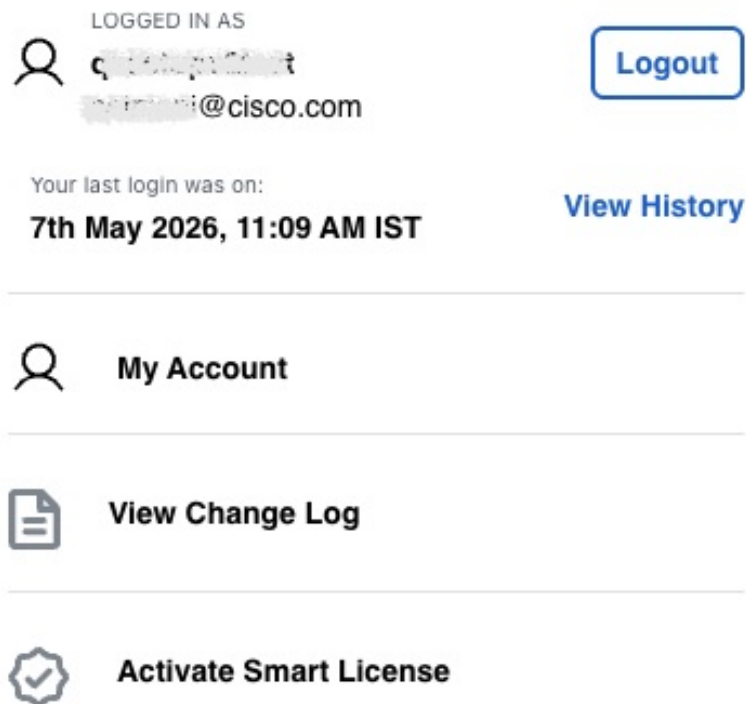 LOGGED IN AS
Logout
@cisco.com
Your last login was on:
View History
7th May 2026, 11:09 AM IST
My Account
View Change Log
Activate Smart License